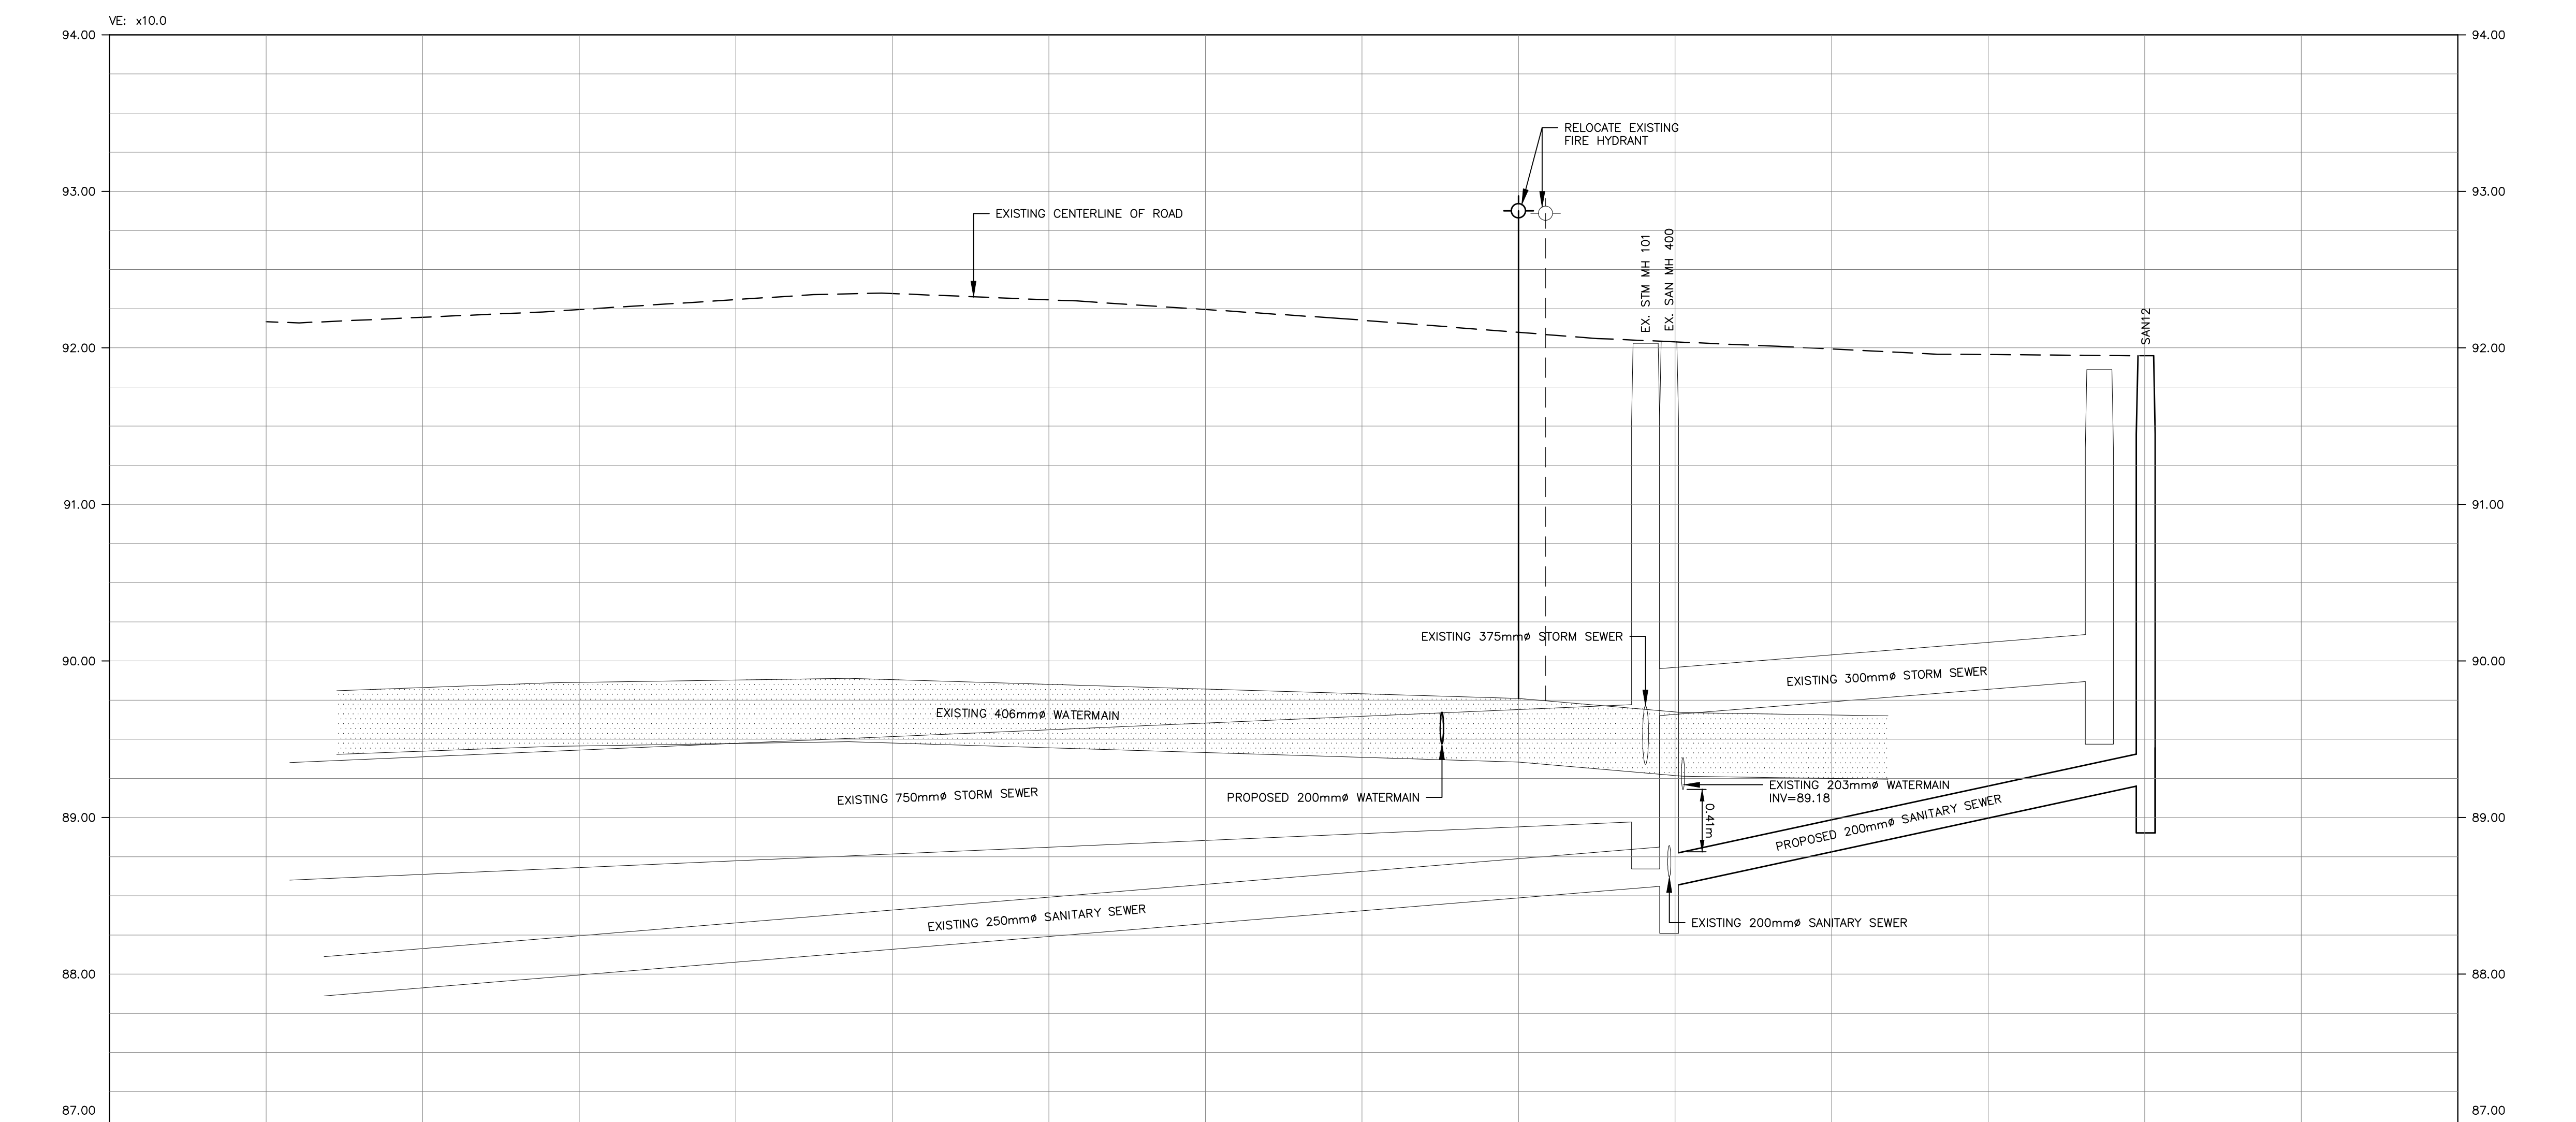 VE: x10.0
94.00
94.00
RELOCATE EXISTING
FIRE HYDRANT
93.00
93.00
EXISTING CENTERLINE OF ROAD
EX. STM MH 101
EX. SAN MH 400
SAN12
92.00
92.00
91.00
91.00
EXISTING 375mmø STORM SEWER
90.00
90.00
EXISTING 300mmø STORM SEWER
EXISTING 406mmø WATERMAIN
EXISTING 750mmø STORM SEWER
PROPOSED 200mmø WATERMAIN
EXISTING 203mmø WATERMAIN
INV=89.18
0.41m
89.00
89.00
PROPOSED 200mmø SANITARY SEWER
EXISTING 250mmø SANITARY SEWER
EXISTING 200mmø SANITARY SEWER
88.00
88.00
87.00
87.00